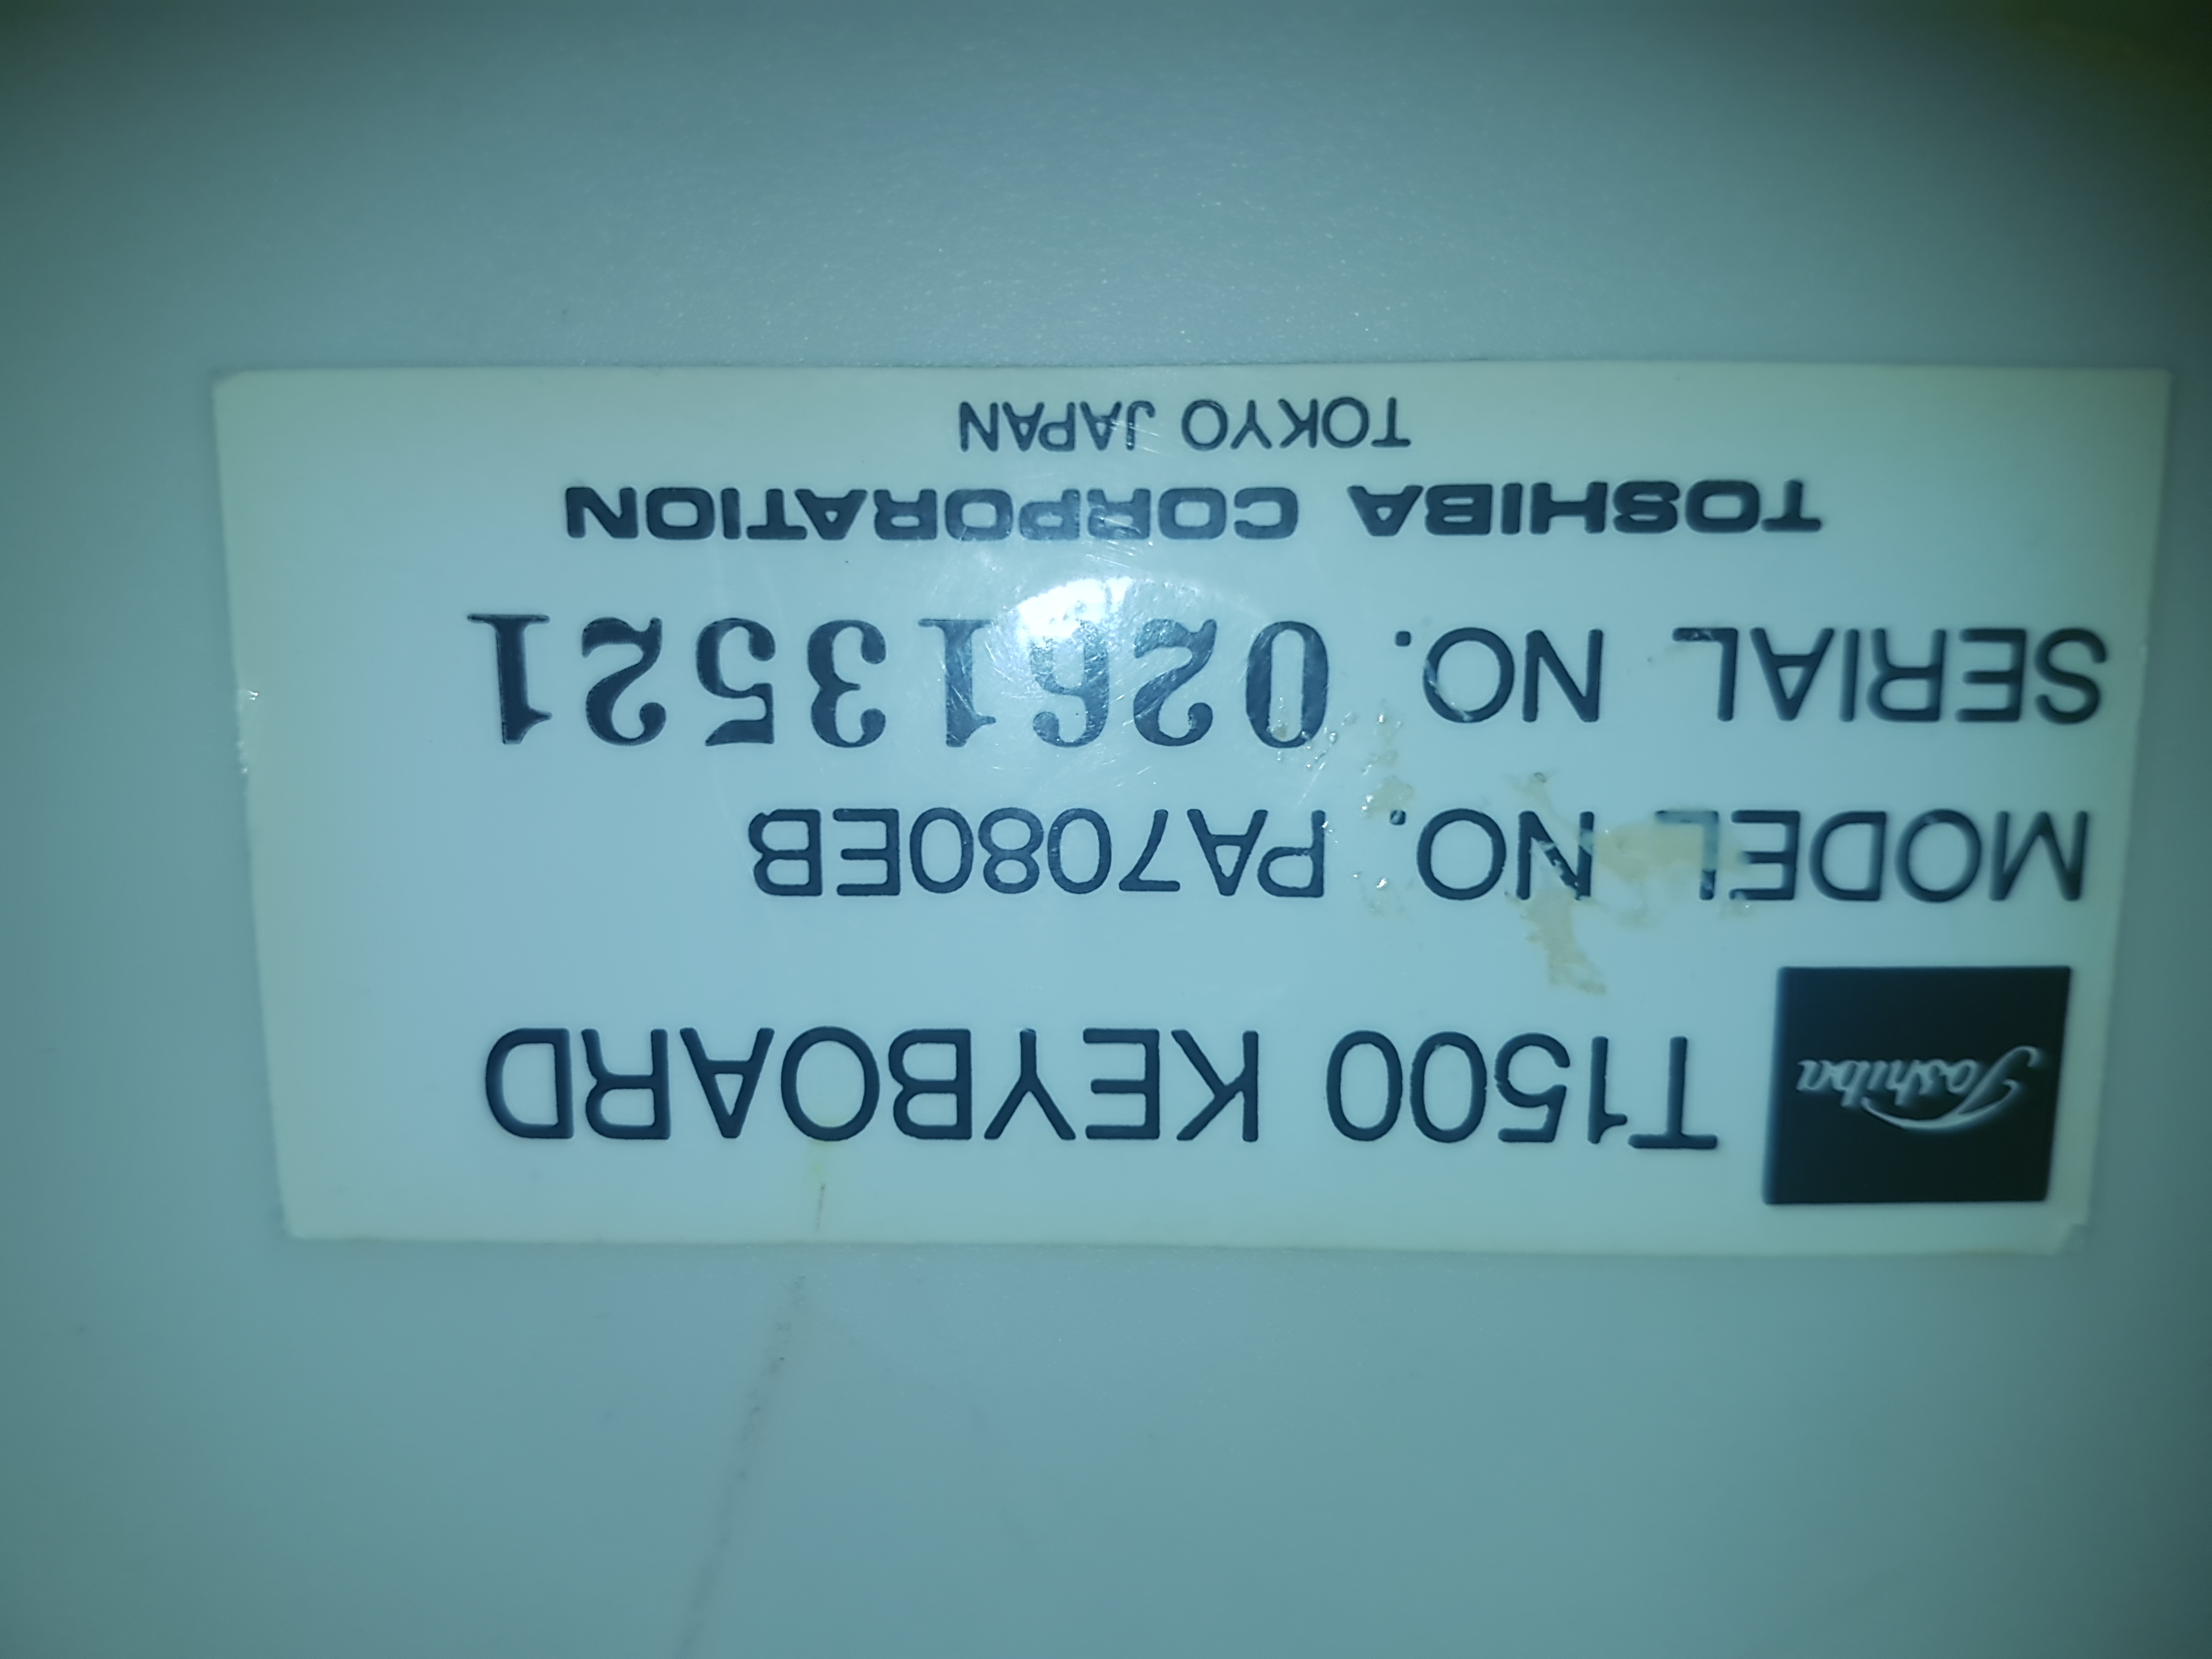 Toshiba T1500 KEYBOARD
MODEL NO. PA7080EB
SERIAL NO. 02613521
TOSHIBA CORPORATION
TOKYO JAPAN